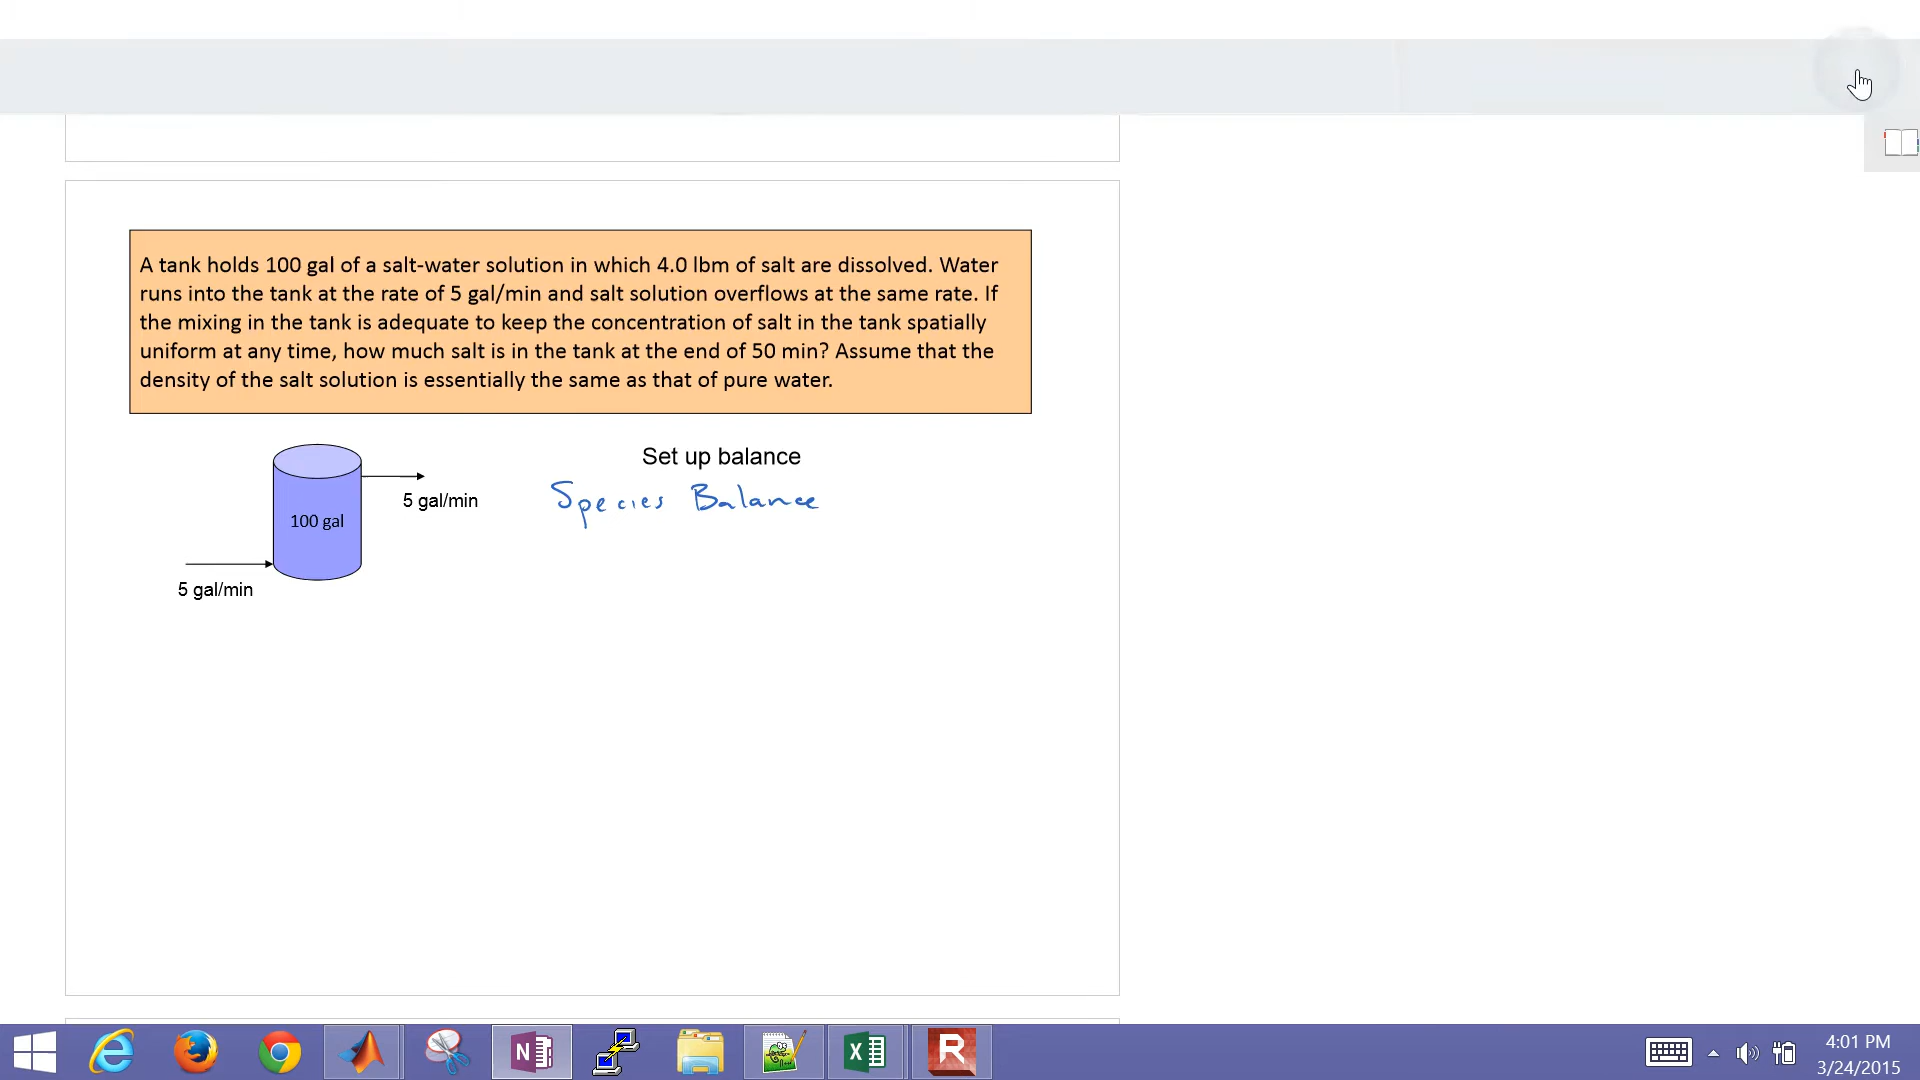 A tank holds 100 gal of a salt-water solution in which 4.0 lbm of salt are dissolved. Water
runs into the tank at the rate of 5 gal/min and salt solution overflows at the same rate. If
the mixing in the tank is adequate to keep the concentration of salt in the tank spatially
uniform at any time, how much salt is in the tank at the end of 50 min? Assume that the
density of the salt solution is essentially the same as that of pure water.
Set up balance
Species Balance
5 gal/min
100 gal
5 gal/min
N
X
R
4:01 PM
3/24/2015